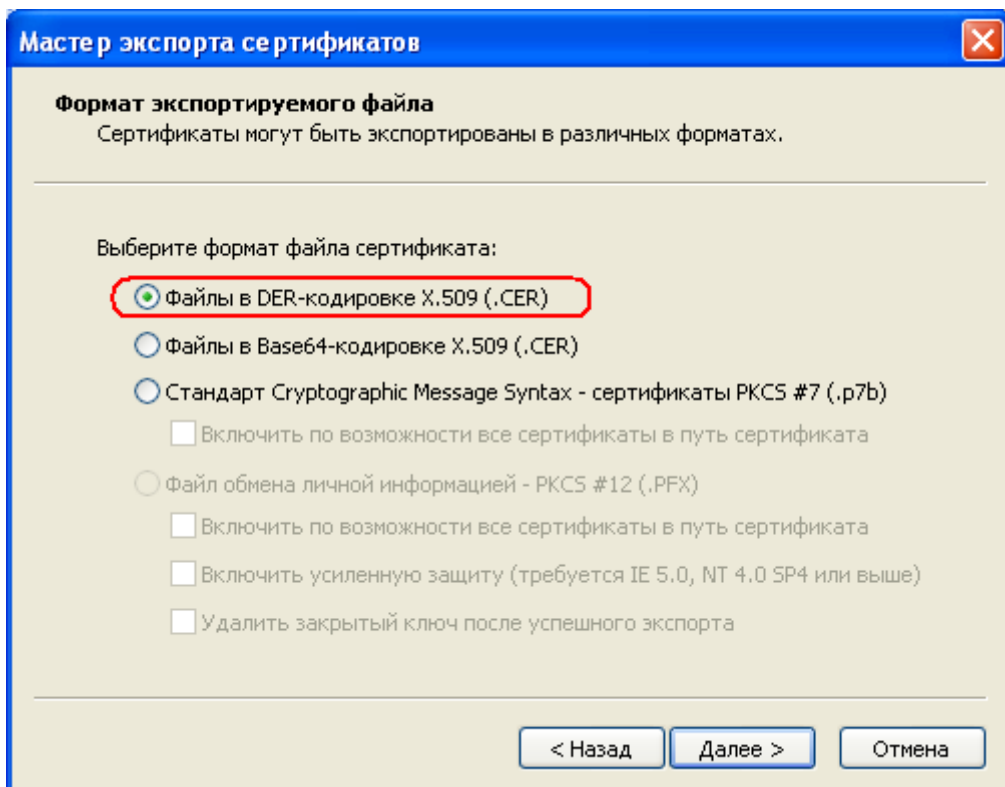 Мастер экспорта сертификатов
Формат экспортируемого файла
Сертификаты могут быть экспортированы в различных форматах.
Выберите формат файла сертификата:
Файлы в DER-кодировке X.509 (.CER)
Файлы в Base64-кодировке X.509 (.CER)
Стандарт Cryptographic Message Syntax - сертификаты PKCS #7 (.p7b)
Включить по возможности все сертификаты в путь сертификата
Файл обмена личной информацией - PKCS #12 (.PFX)
Включить по возможности все сертификаты в путь сертификата
Включить усиленную защиту (требуется IE 5.0, NT 4.0 SP4 или выше)
Удалить закрытый ключ после успешного экспорта
< Назад Далее > Отмена